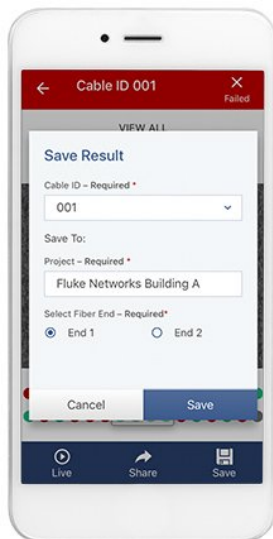 Cable ID 001
Failed
VIEW ALL
Save Result
Cable ID – Required *
001
Save To:
Project – Required *
Fluke Networks Building A
Select Fiber End – Required*
End 1 End 2
Cancel Save
Live Share Save